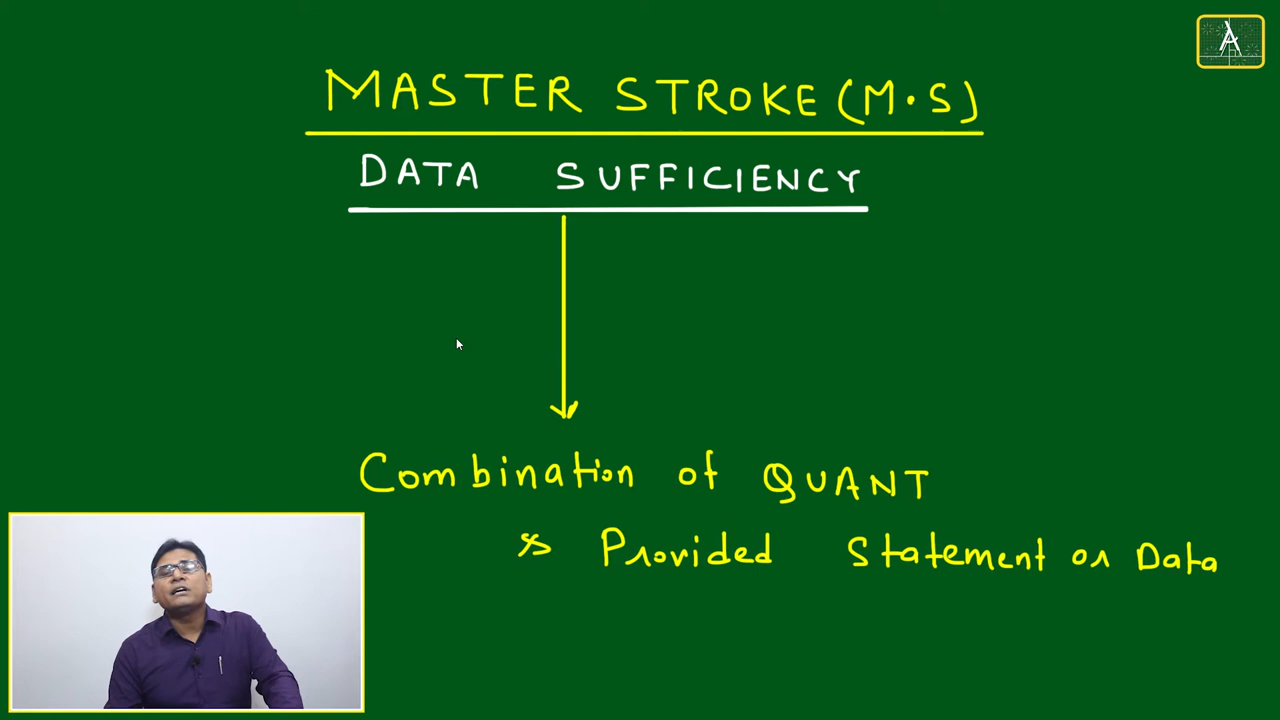 MASTER STROKE (M.S)
DATA SUFFICIENCY
Combination of QUANT
& Provided Statement or Data
A